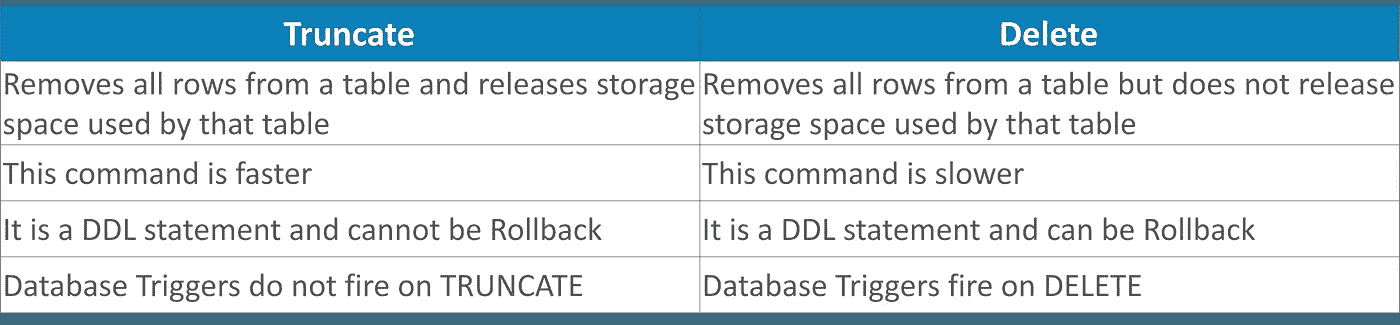 Truncate
Delete
Removes all rows from a table and releases storage
space used by that table
Removes all rows from a table but does not release
storage space used by that table
This command is faster
This command is slower
It is a DDL statement and cannot be Rollback
It is a DDL statement and can be Rollback
Database Triggers do not fire on TRUNCATE
Database Triggers fire on DELETE